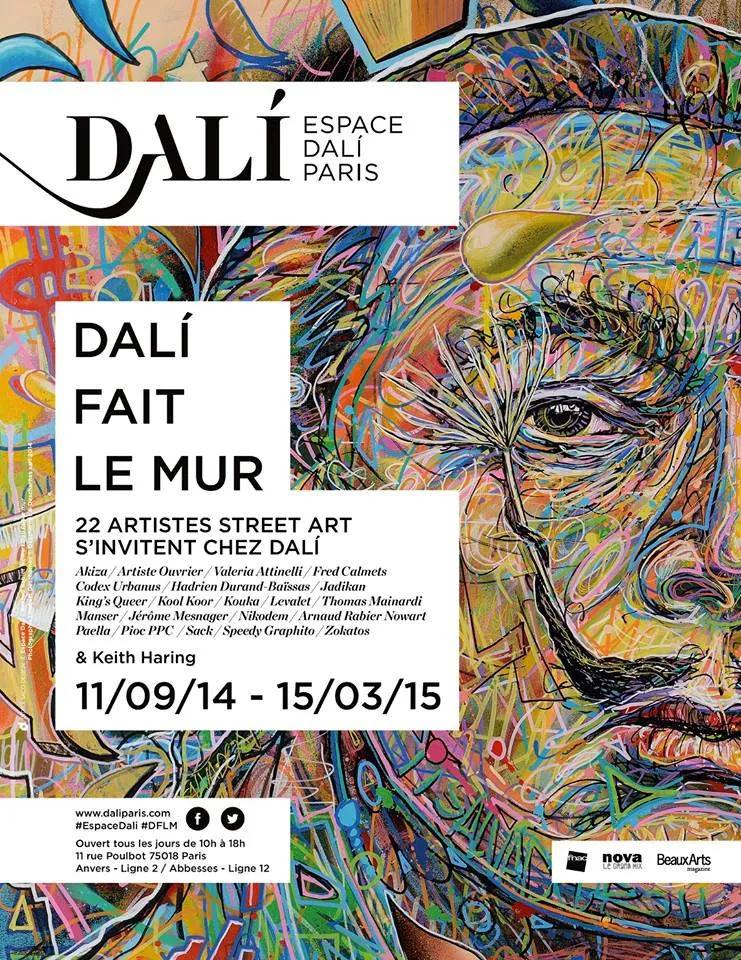 DALÍ
ESPACE
DALÍ
PARIS
DALÍ
FAIT
LE MUR
22 ARTISTES STREET ART
S'INVITENT CHEZ DALÍ
Akiza / Artiste Ouvrier / Valeria Attinelli / Fred Calmets
Codex Urbanus / Hadrien Durand-Baïssas / Jadikan
King's Queer / Kool Koor / Kouka / Levalet / Thomas Mainardi
Manser / Jérôme Mesnager / Nikodem / Arnaud Rabier Nowart
Paella / Pioc PPC / Sack / Speedy Graphito / Zokatos
& Keith Haring
11/09/14 - 15/03/15
www.daliparis.com
#EspaceDali #DFLM
Ouvert tous les jours de 10h à 18h
11 rue Poulbot 75018 Paris
Anvers - Ligne 2 / Abbesses - Ligne 12
fnac
nova
LE GRAND MIX
BeauxArts
magazine